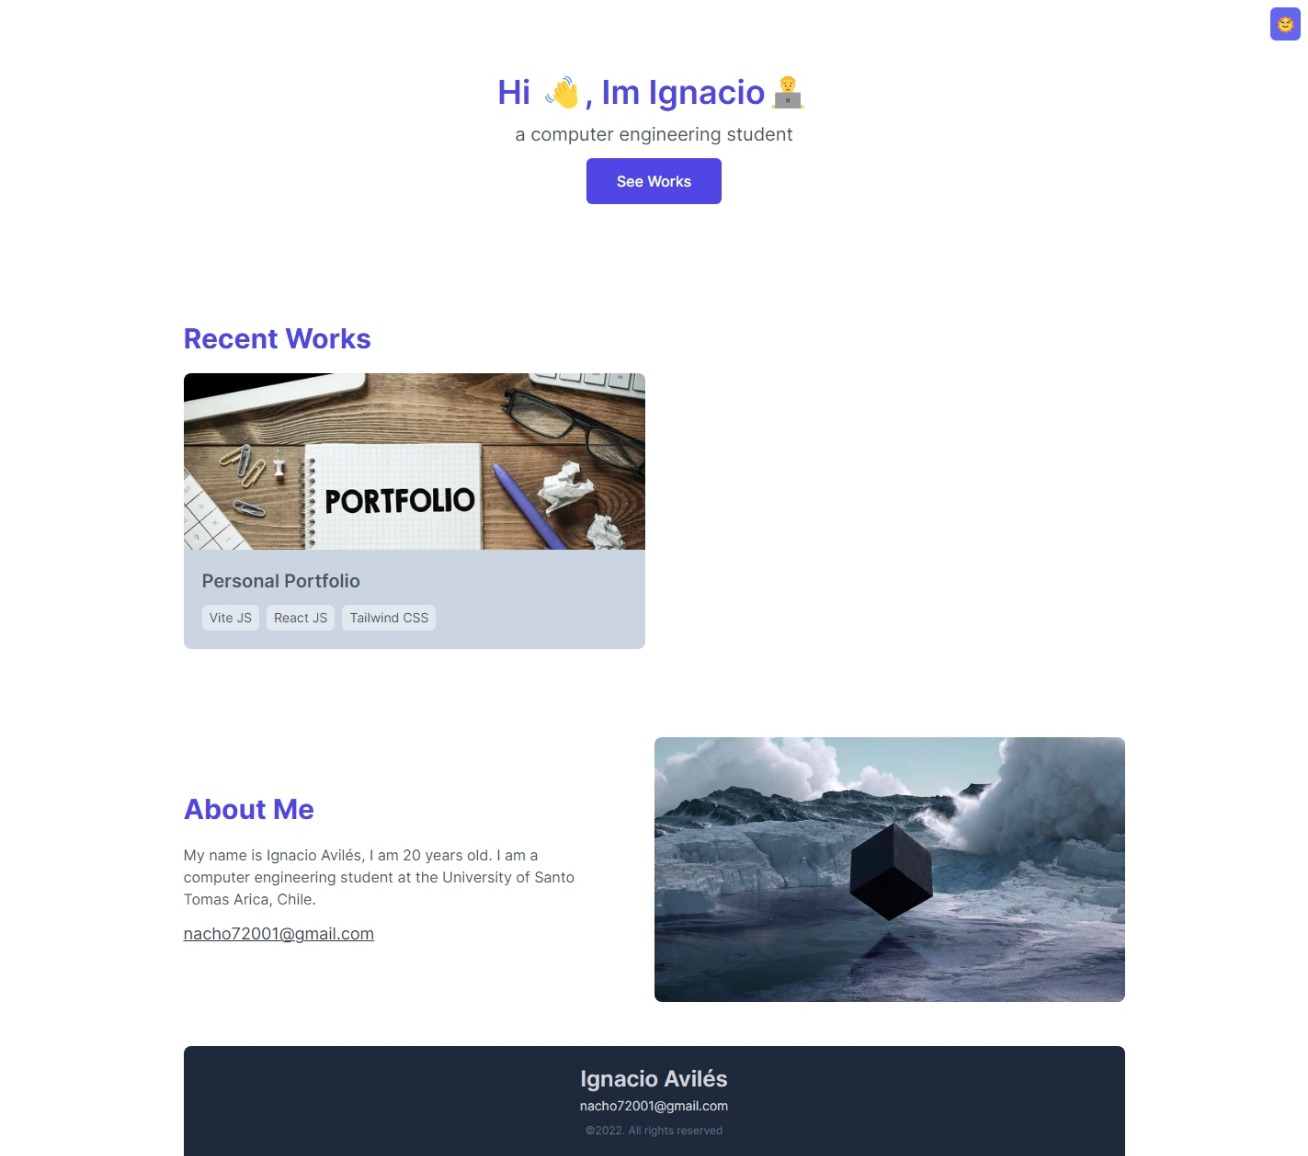 Hi 👋, Im Ignacio 👨‍💻
a computer engineering student
See Works
Recent Works
PORTFOLIO
Personal Portfolio
Vite JS React JS Tailwind CSS
About Me
My name is Ignacio Avilés, I am 20 years old. I am a
computer engineering student at the University of Santo
Tomas Arica, Chile.
nacho72001@gmail.com
Ignacio Avilés
nacho72001@gmail.com
©2022. All rights reserved